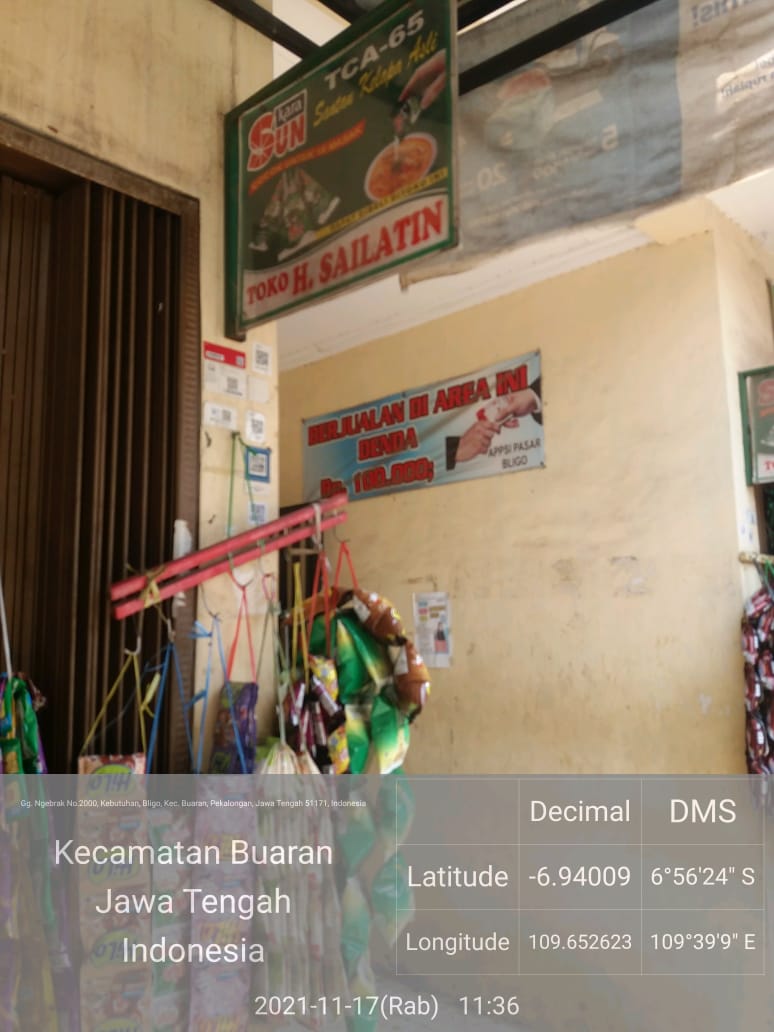 TCA-65
Kara
SUN
Santan Kelapa Asli
TOKO H. SAILATIN
BERJUALAN DI AREA INI
DENDA
Rp. 100.000;
APPSI PASAR
BLIGO
HiLo
Gg. Ngebrak No.2000, Kebutuhan, Bligo, Kec. Buaran, Pekalongan, Jawa Tengah 51171, Indonesia
Kecamatan Buaran
Jawa Tengah
Indonesia
Decimal DMS
Latitude -6.94009 6°56'24" S
Longitude 109.652623 109°39'9" E
2021-11-17(Rab) 11:36